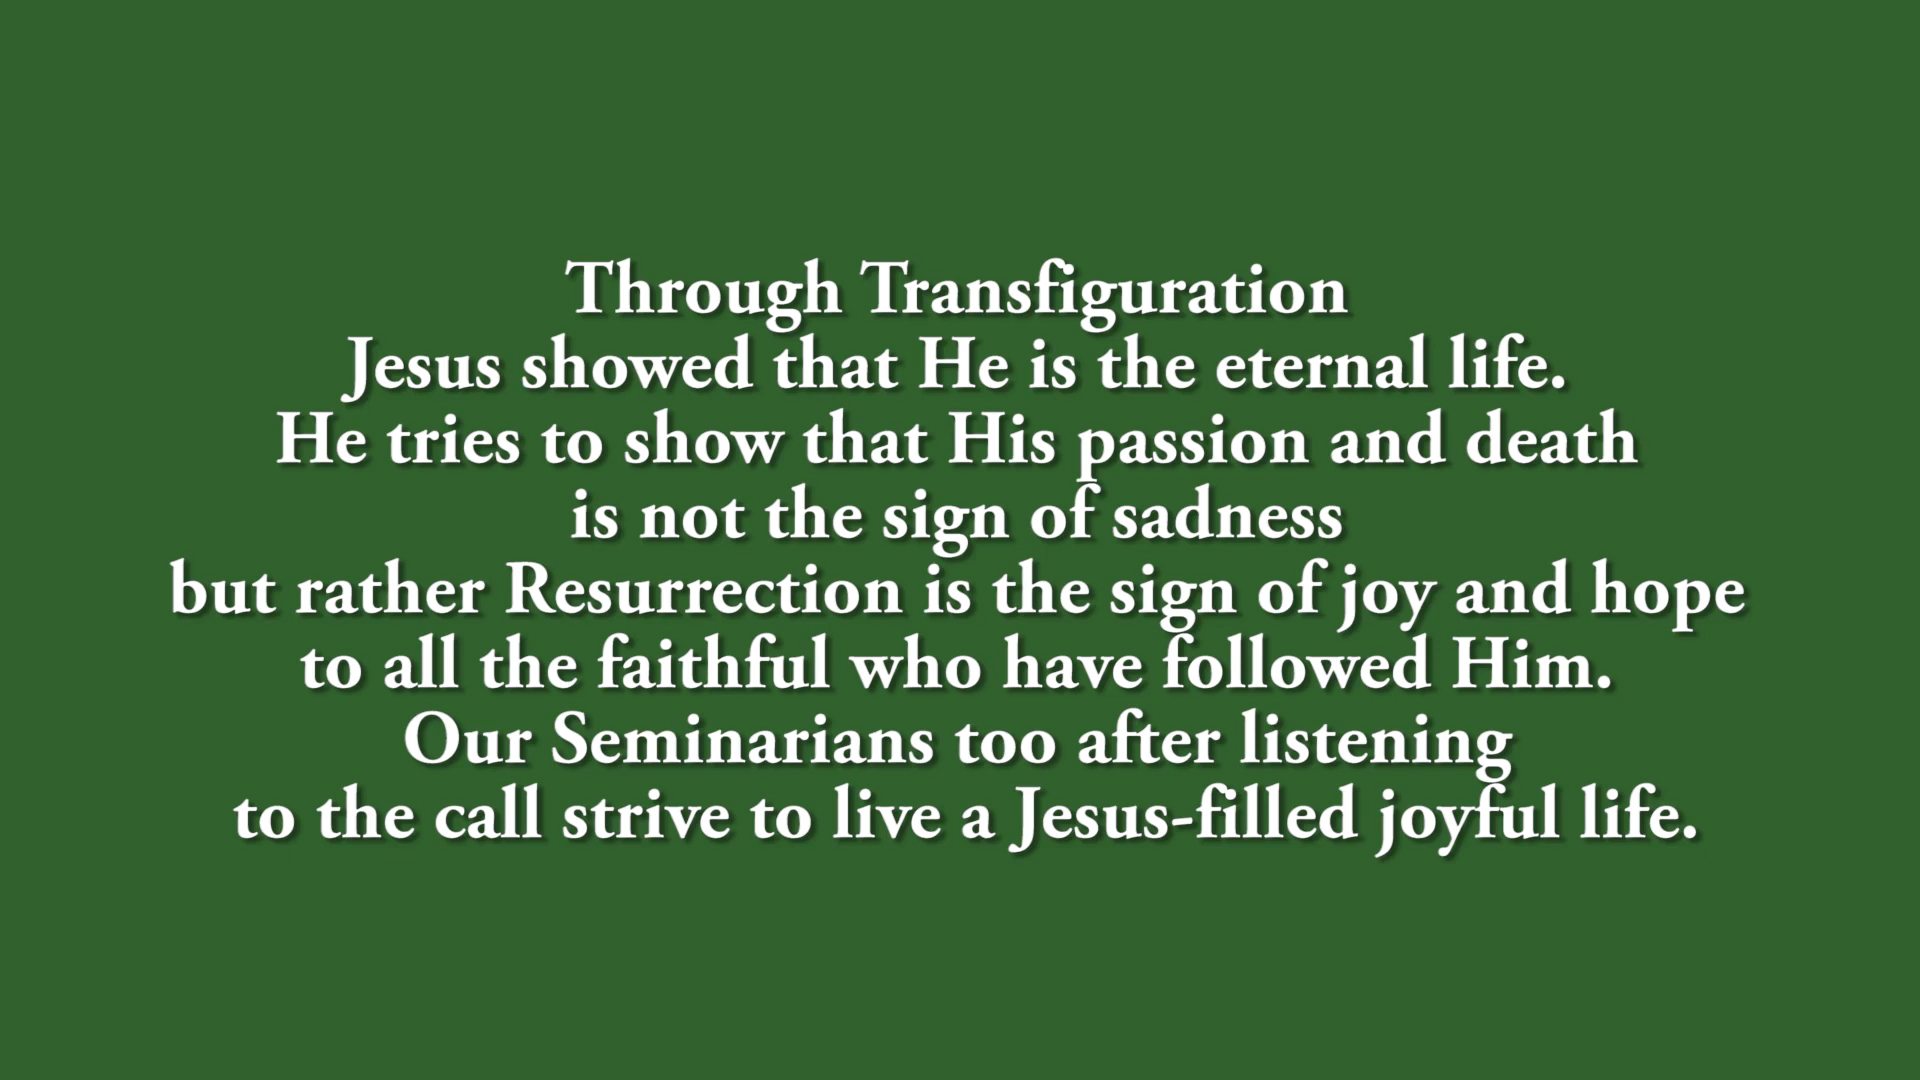 Through Transfiguration
Jesus showed that He is the eternal life.
He tries to show that His passion and death
is not the sign of sadness
but rather Resurrection is the sign of joy and hope
to all the faithful who have followed Him.
Our Seminarians too after listening
to the call strive to live a Jesus-filled joyful life.